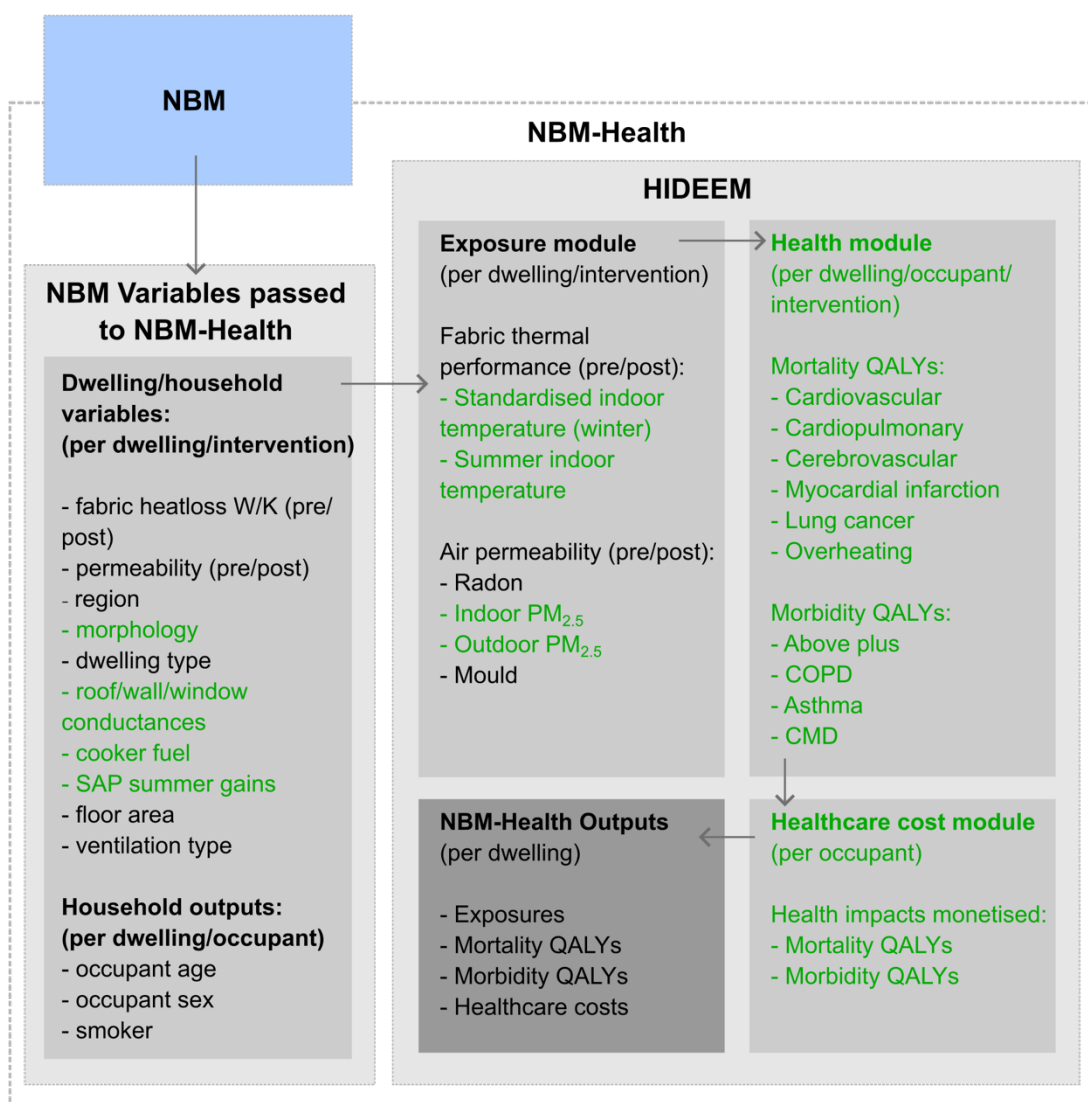 NBM
NBM-Health
HIDEEM
NBM Variables passed
to NBM-Health
Dwelling/household
variables:
(per dwelling/intervention)
- fabric heatloss W/K (pre/
post)
- permeability (pre/post)
- region
- morphology
- dwelling type
- roof/wall/window
conductances
- cooker fuel
- SAP summer gains
- floor area
- ventilation type
Household outputs:
(per dwelling/occupant)
- occupant age
- occupant sex
- smoker
Exposure module
(per dwelling/intervention)
Fabric thermal
performance (pre/post):
- Standardised indoor
temperature (winter)
- Summer indoor
temperature
Air permeability (pre/post):
- Radon
- Indoor PM2.5
- Outdoor PM2.5
- Mould
Health module
(per dwelling/occupant/
intervention)
Mortality QALYs:
- Cardiovascular
- Cardiopulmonary
- Cerebrovascular
- Myocardial infarction
- Lung cancer
- Overheating
Morbidity QALYs:
- Above plus
- COPD
- Asthma
- CMD
Healthcare cost module
(per occupant)
Health impacts monetised:
- Mortality QALYs
- Morbidity QALYs
NBM-Health Outputs
(per dwelling)
- Exposures
- Mortality QALYs
- Morbidity QALYs
- Healthcare costs